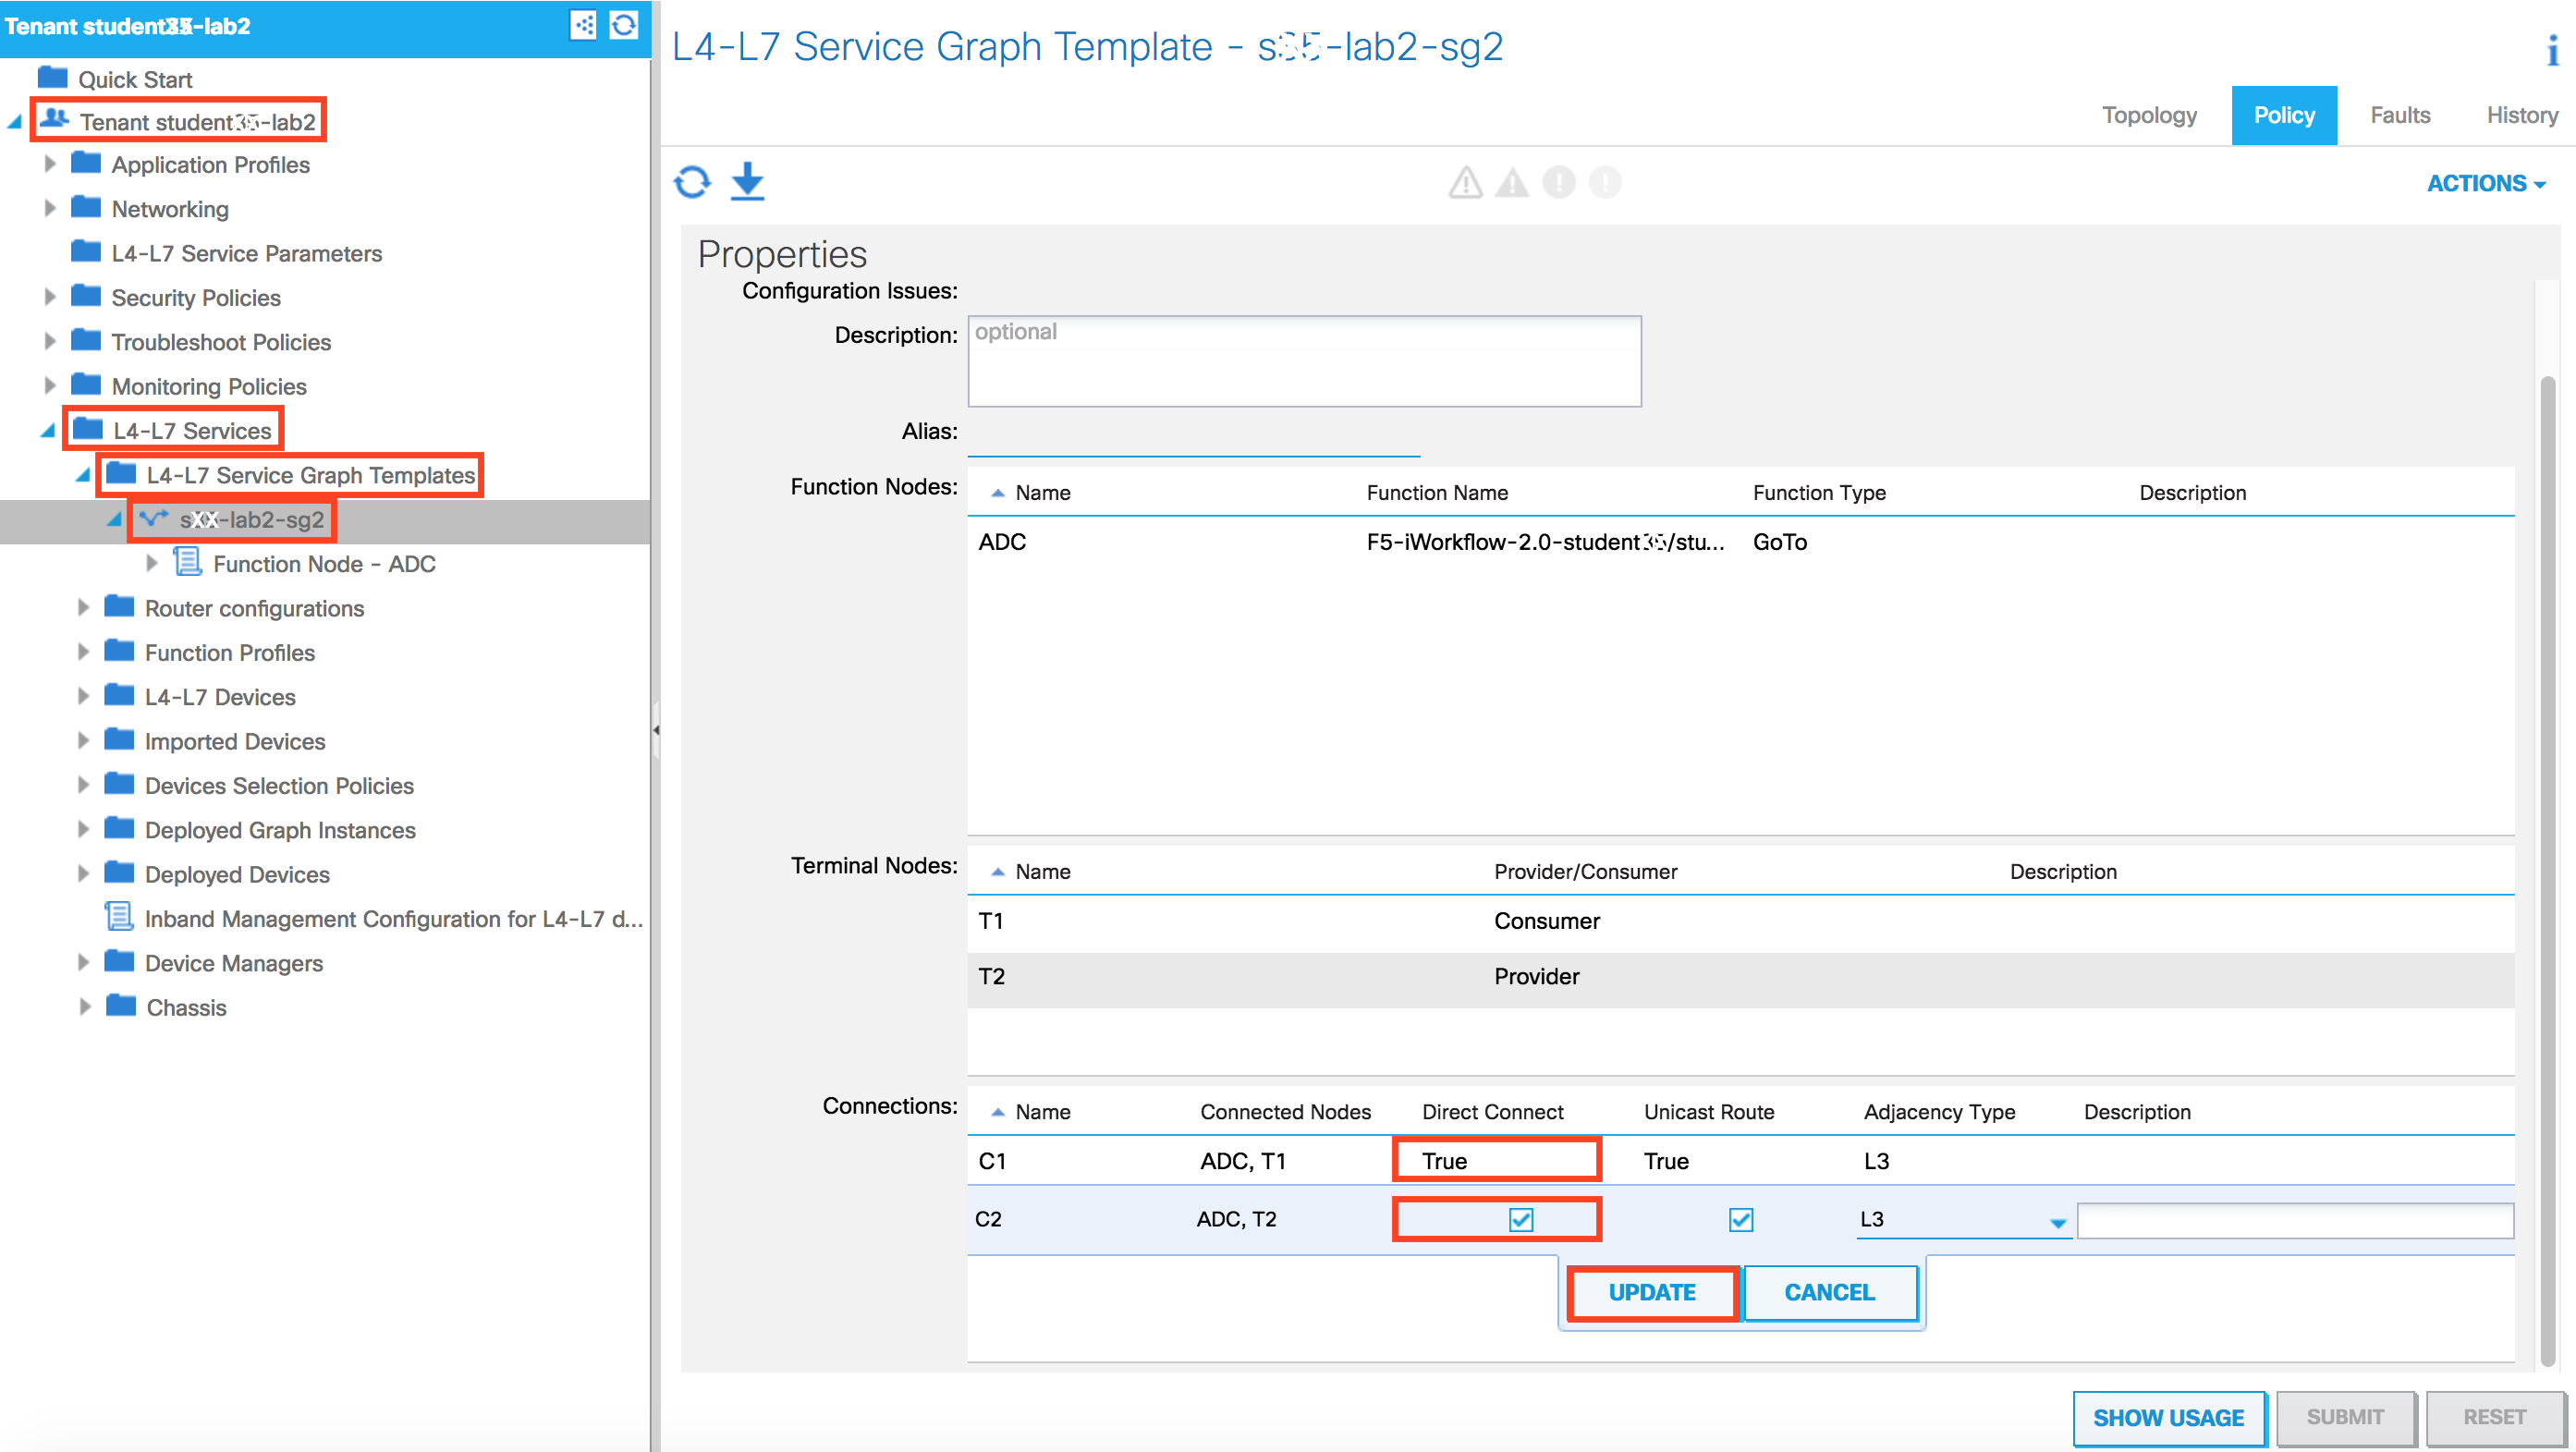 Tenant studentXX-lab2
Quick Start
Tenant studentXX-lab2
Application Profiles
Networking
L4-L7 Service Parameters
Security Policies
Troubleshoot Policies
Monitoring Policies
L4-L7 Services
L4-L7 Service Graph Templates
sXX-lab2-sg2
Function Node - ADC
Router configurations
Function Profiles
L4-L7 Devices
Imported Devices
Devices Selection Policies
Deployed Graph Instances
Deployed Devices
Inband Management Configuration for L4-L7 d...
Device Managers
Chassis
L4-L7 Service Graph Template - s35-lab2-sg2
i
Topology
Policy
Faults
History
ACTIONS
Properties
Configuration Issues:
Description:
optional
Alias:
Function Nodes:
Name Function Name Function Type Description
ADC F5-iWorkflow-2.0-student35/stu... GoTo
Terminal Nodes:
Name Provider/Consumer Description
T1 Consumer
T2 Provider
Connections:
Name Connected Nodes Direct Connect Unicast Route Adjacency Type Description
C1 ADC, T1 True True L3
C2 ADC, T2 L3
UPDATE CANCEL
SHOW USAGE SUBMIT RESET